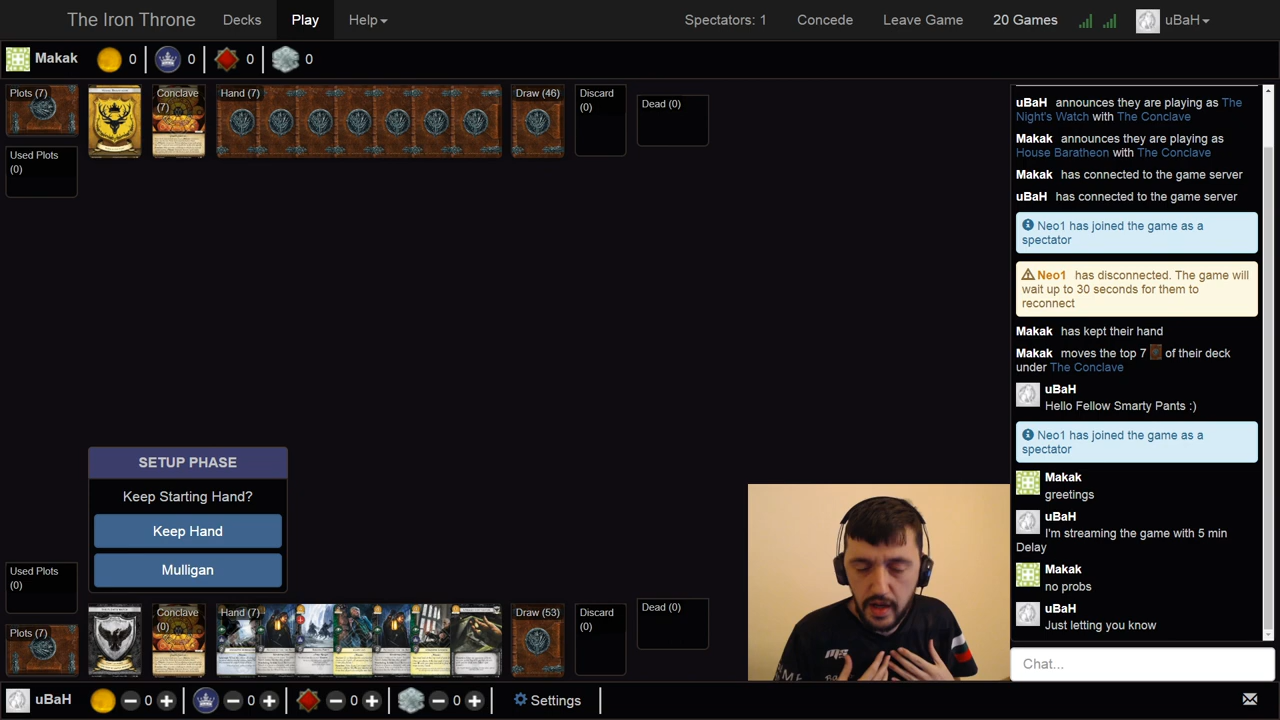 The Iron Throne
Decks
Play
Help
Spectators: 1
Concede
Leave Game
20 Games
uBaH
Makak
0
0
0
0
Plots (7)
Conclave
(7)
Hand (7)
Draw (46)
Discard
(0)
Dead (0)
Used Plots
(0)
uBaH announces they are playing as The
Night's Watch with The Conclave
Makak announces they are playing as
House Baratheon with The Conclave
Makak has connected to the game server
uBaH has connected to the game server
Neo1 has joined the game as a
spectator
Neo1 has disconnected. The game will
wait up to 30 seconds for them to
reconnect
Makak has kept their hand
Makak moves the top 7 of their deck
under The Conclave
uBaH
Hello Fellow Smarty Pants :)
Neo1 has joined the game as a
spectator
Makak
greetings
uBaH
I'm streaming the game with 5 min
Delay
Makak
no probs
uBaH
Just letting you know
Chat...
SETUP PHASE
Keep Starting Hand?
Keep Hand
Mulligan
Used Plots
(0)
Plots (7)
Conclave
(0)
Hand (7)
Draw (53)
Discard
(0)
Dead (0)
uBaH
0
0
0
0
Settings